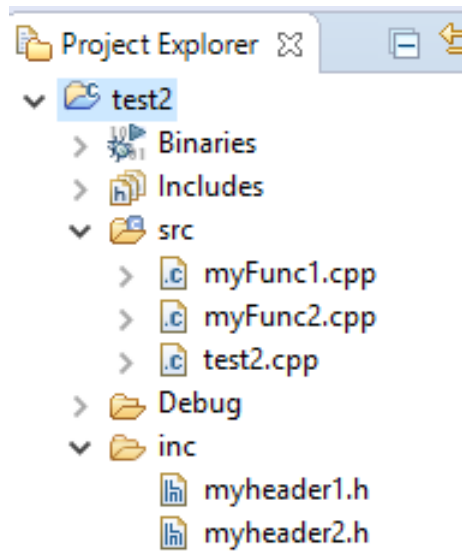 Project Explorer
test2
Binaries
Includes
src
myFunc1.cpp
myFunc2.cpp
test2.cpp
Debug
inc
myheader1.h
myheader2.h